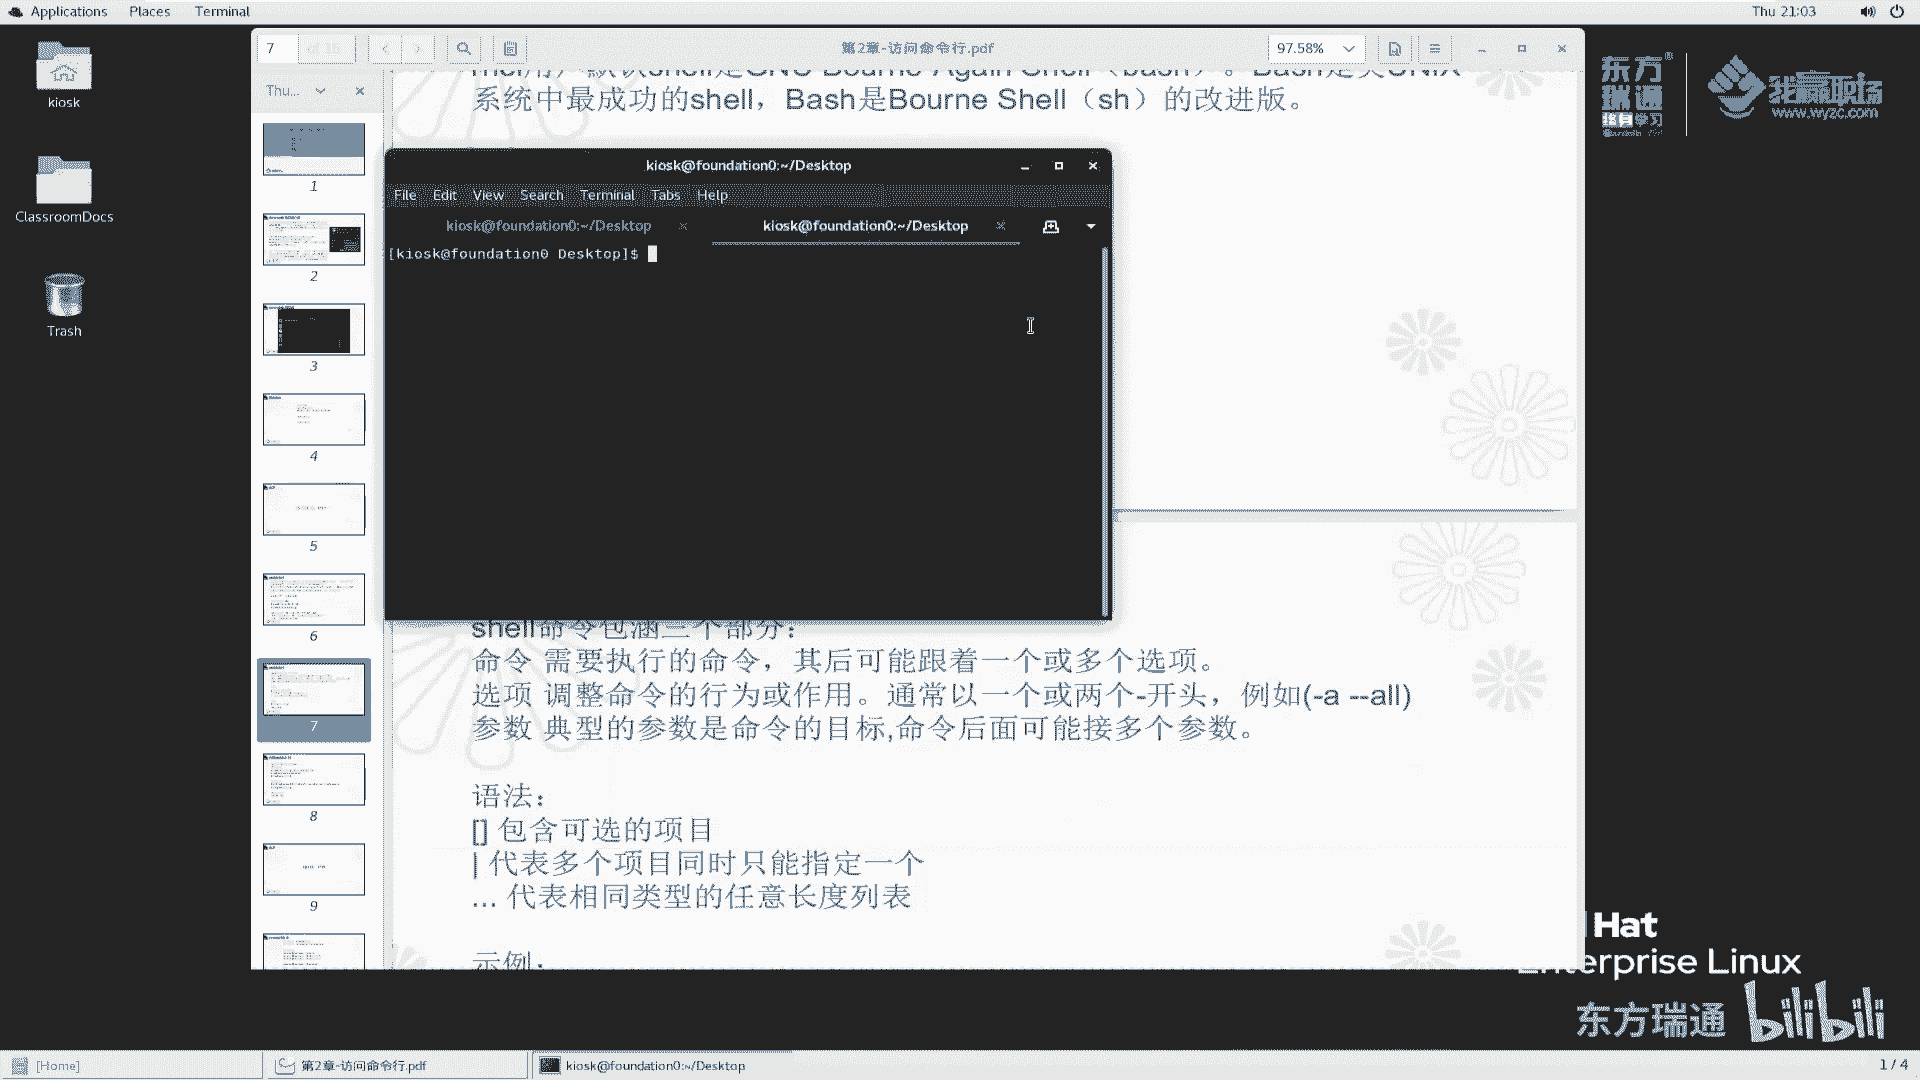 Applications Places Terminal
Thu 21:03
kiosk
ClassroomDocs
Trash
7 of 15
第2章-访问命令行.pdf
97.58%
Thu...
1
2
3
4
5
6
7
8
9
系统中最成功的shell，Bash是Bourne Shell（sh）的改进版。
kiosk@foundation0:~/Desktop
File Edit View Search Terminal Tabs Help
kiosk@foundation0:~/Desktop
kiosk@foundation0:~/Desktop
[kiosk@foundation0 Desktop]$
shell命令包涵三个部分：
命令 需要执行的命令，其后可能跟着一个或多个选项。
选项 调整命令的行为或作用。通常以一个或两个-开头，例如(-a --all)
参数 典型的参数是命令的目标,命令后面可能接多个参数。
语法：
[] 包含可选的项目
| 代表多个项目同时只能指定一个
... 代表相同类型的任意长度列表
示例：
东方瑞通®
我赢职场
www.wyzc.com
Hat
Enterprise Linux
东方瑞通 bilibili
[Home]
第2章-访问命令行.pdf
kiosk@foundation0:~/Desktop
1 / 4